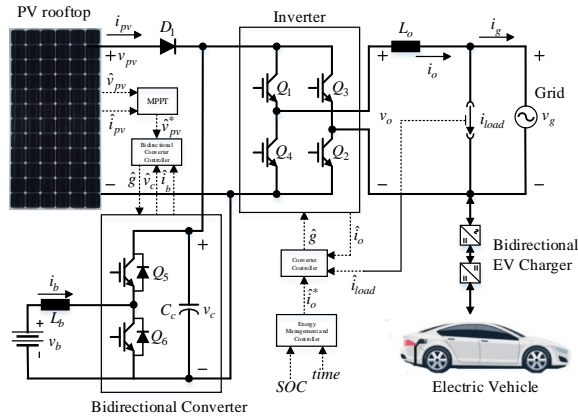 PV rooftop
i_pv
D_1
Inverter
L_o
i_g
+
v_pv
v̂_pv
î_pv
MPPT
v̂*_pv
Bidirectional
Converter
Controller
ĝ
v̂_c
î_b
−
Q_1
Q_3
Q_4
Q_2
+
i_o
v_o
−
i_load
+
Grid
v_g
−
ĝ
î_o
Converter
Controller
î_load
î*_o
Energy
Management and
Controller
SOC
time
Bidirectional
EV Charger
Electric Vehicle
i_b
L_b
+
v_b
−
Q_5
Q_6
C_c
+
v_c
−
Bidirectional Converter